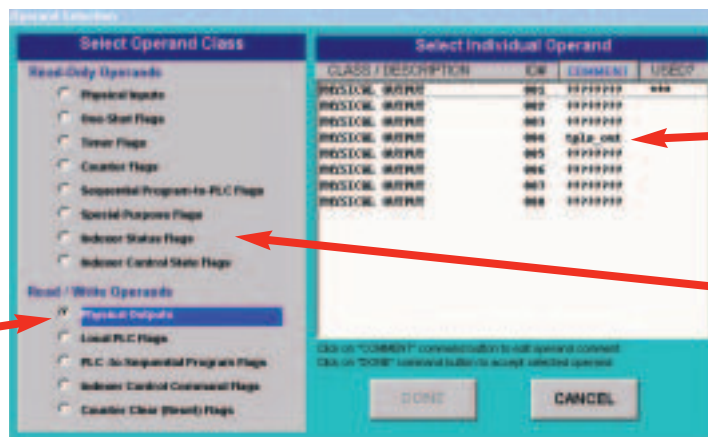 Operand Selection
Select Operand Class
Read-Only Operands
Physical Inputs
One-Shot Flags
Timer Flags
Counter Flags
Sequential Program-to-PLC Flags
Special Purpose Flags
Indexer Status Flags
Indexer Control State Flags
Read / Write Operands
Physical Outputs
Local PLC Flags
PLC-to-Sequential Program Flags
Indexer Control Command Flags
Counter Clear (Reset) Flags
Select Individual Operand
CLASS / DESCRIPTION ID# COMMENT USED?
PHYSICAL OUTPUT 001 ???????? ***
PHYSICAL OUTPUT 002 ????????
PHYSICAL OUTPUT 003 ????????
PHYSICAL OUTPUT 004
PHYSICAL OUTPUT 005 ????????
PHYSICAL OUTPUT 006 ????????
PHYSICAL OUTPUT 007 ????????
PHYSICAL OUTPUT 008 ????????
Click on "COMMENT" command button to edit operand comment
Click on "DONE" command button to accept selected operand
DONE
CANCEL